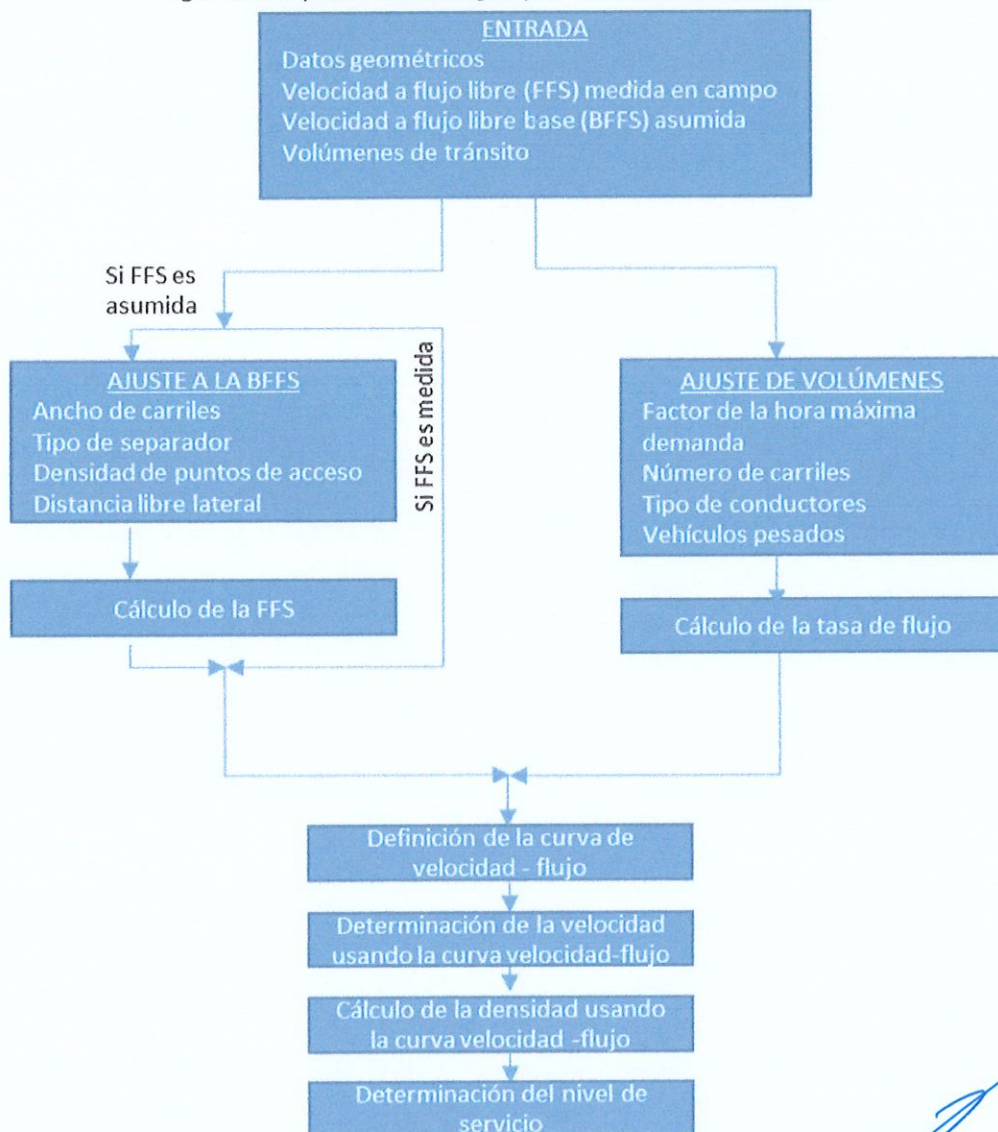 ENTRADA
Datos geométricos
Velocidad a flujo libre (FFS) medida en campo
Velocidad a flujo libre base (BFFS) asumida
Volúmenes de tránsito
Si FFS es
asumida
Si FFS es medida
AJUSTE A LA BFFS
Ancho de carriles
Tipo de separador
Densidad de puntos de acceso
Distancia libre lateral
AJUSTE DE VOLÚMENES
Factor de la hora máxima
demanda
Número de carriles
Tipo de conductores
Vehículos pesados
Cálculo de la FFS
Cálculo de la tasa de flujo
Definición de la curva de
velocidad - flujo
Determinación de la velocidad
usando la curva velocidad-flujo
Cálculo de la densidad usando
la curva velocidad -flujo
Determinación del nivel de
servicio